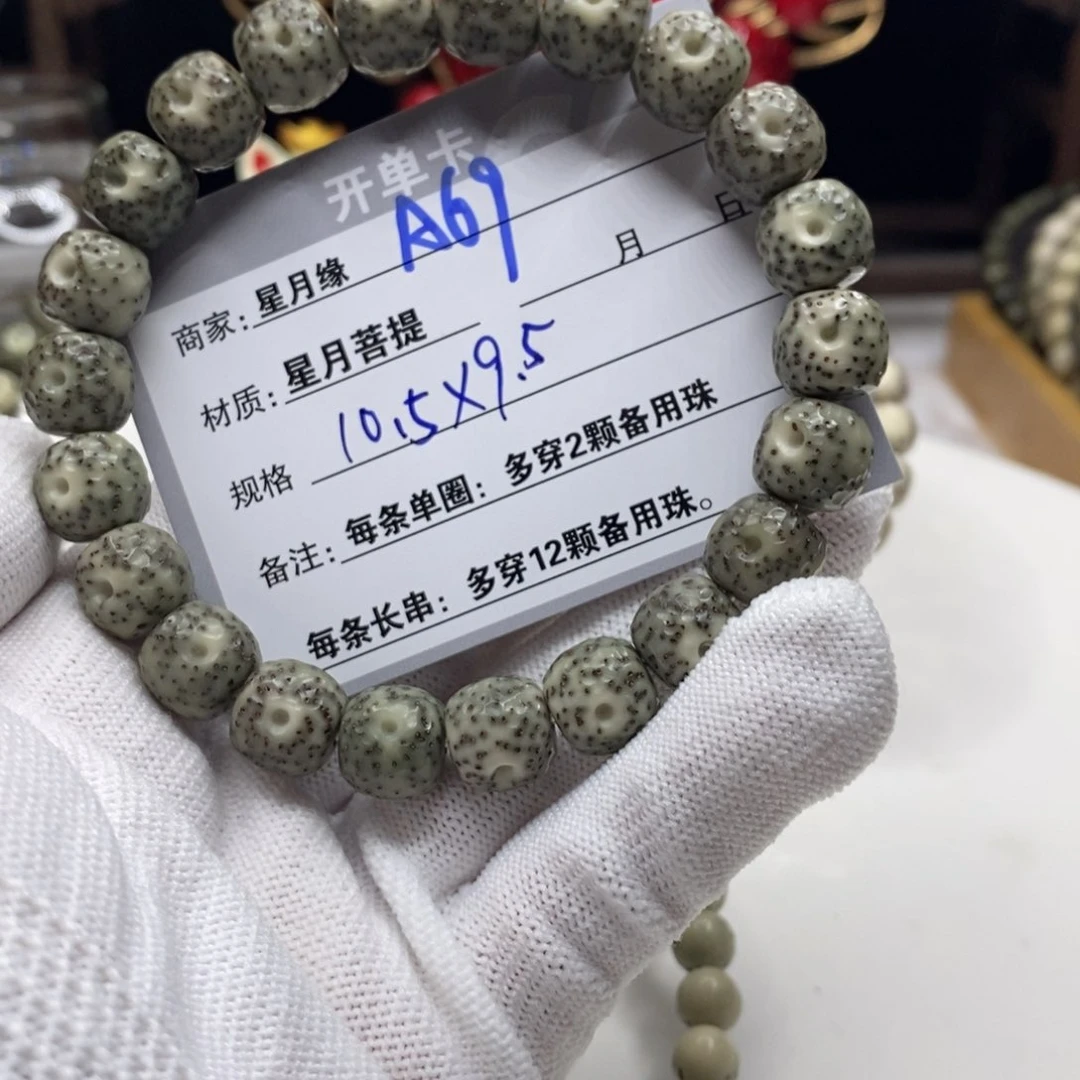 开单卡
A69
商家：星月缘
月 日
材质：星月菩提
规格 10.5X9.5
备注：每条单圈：多穿2颗备用珠
每条长串：多穿12颗备用珠。